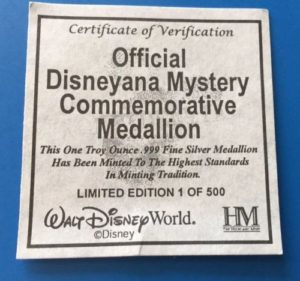 Certificate of Verification
Official
Disneyana Mystery
Commemorative
Medallion
This One Troy Ounce .999 Fine Silver Medallion
Has Been Minted To The Highest Standards
In Minting Tradition.
LIMITED EDITION 1 OF 500
Walt Disney World.
©Disney
HM